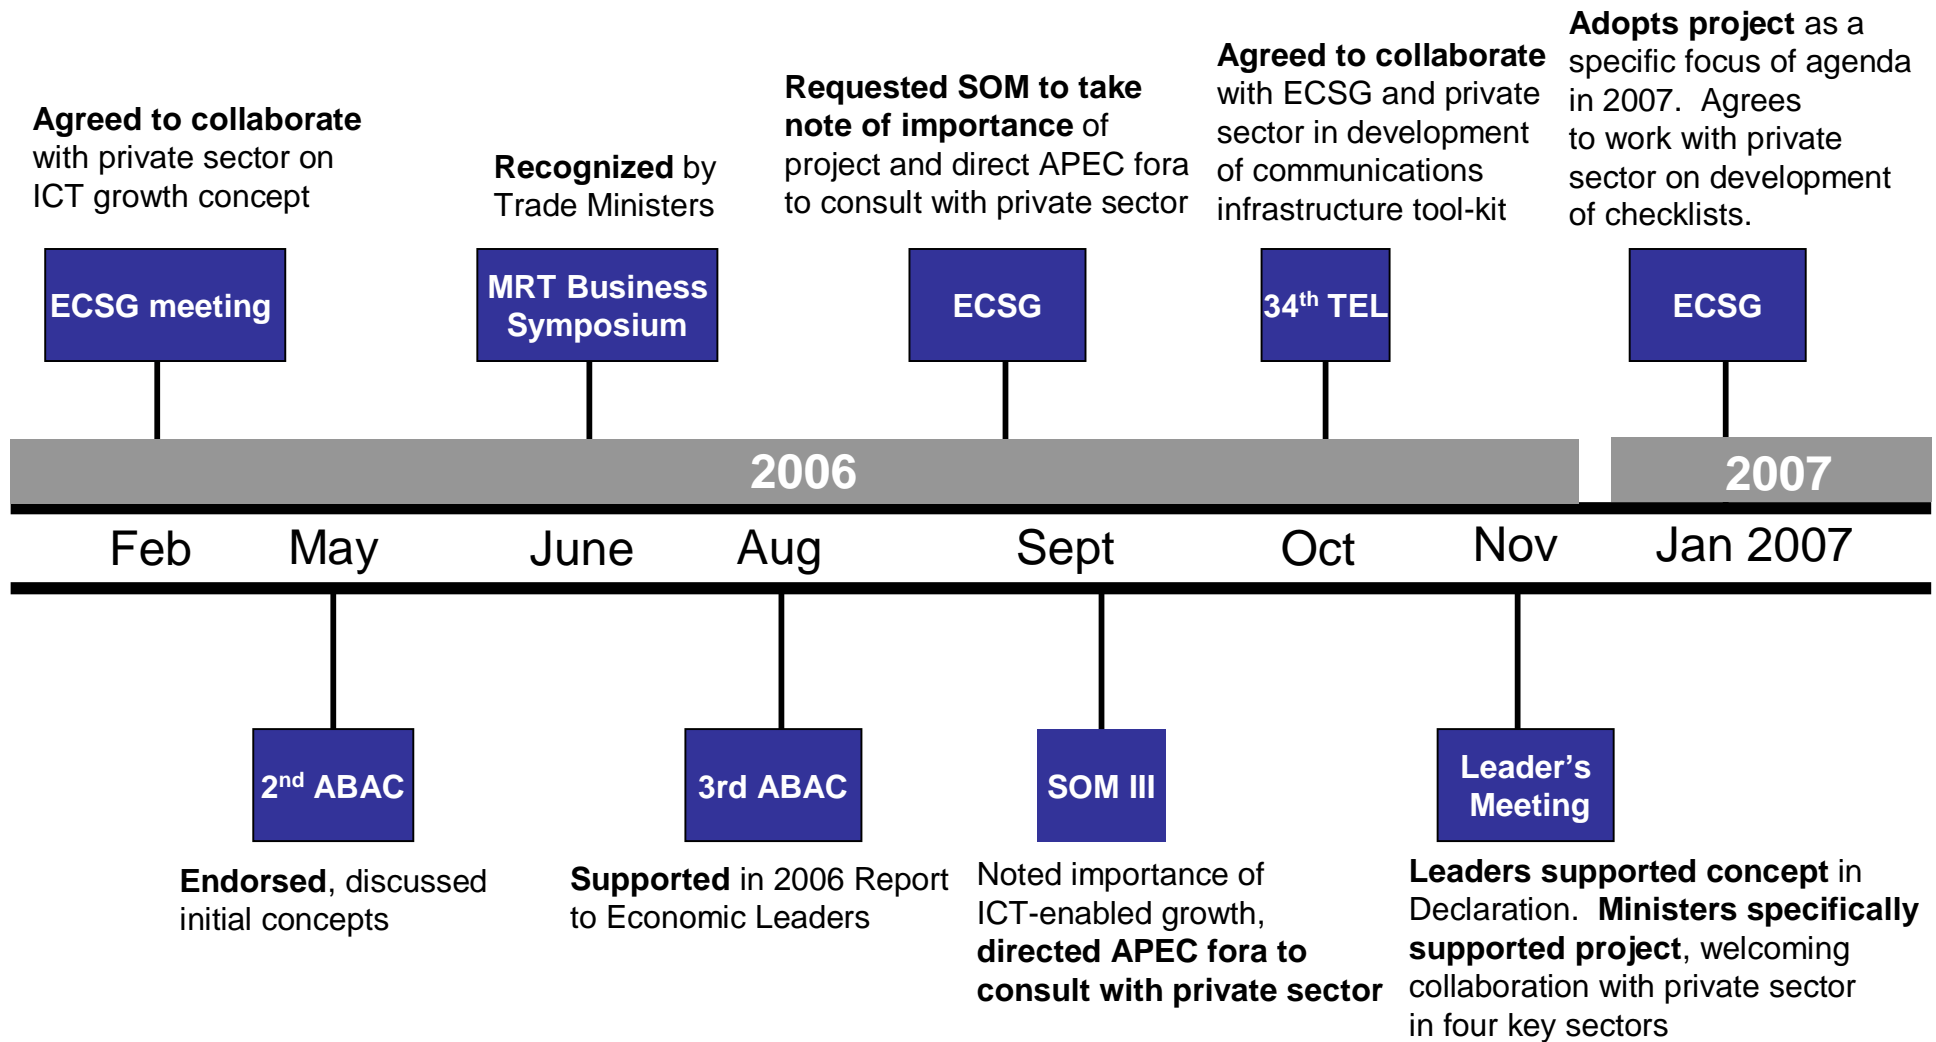 Agreed to collaborate
with private sector on
ICT growth concept
Recognized by
Trade Ministers
Requested SOM to take
note of importance of
project and direct APEC fora
to consult with private sector
Agreed to collaborate
with ECSG and private
sector in development
of communications
infrastructure tool-kit
Adopts project as a
specific focus of agenda
in 2007. Agrees
to work with private
sector on development
of checklists.
ECSG meeting
MRT Business
Symposium
ECSG
34th TEL
ECSG
2006
2007
Feb
May
June
Aug
Sept
Oct
Nov
Jan 2007
2nd ABAC
3rd ABAC
SOM III
Leader’s
Meeting
Endorsed, discussed
initial concepts
Supported in 2006 Report
to Economic Leaders
Noted importance of
ICT-enabled growth,
directed APEC fora to
consult with private sector
Leaders supported concept in
Declaration. Ministers specifically
supported project, welcoming
collaboration with private sector
in four key sectors